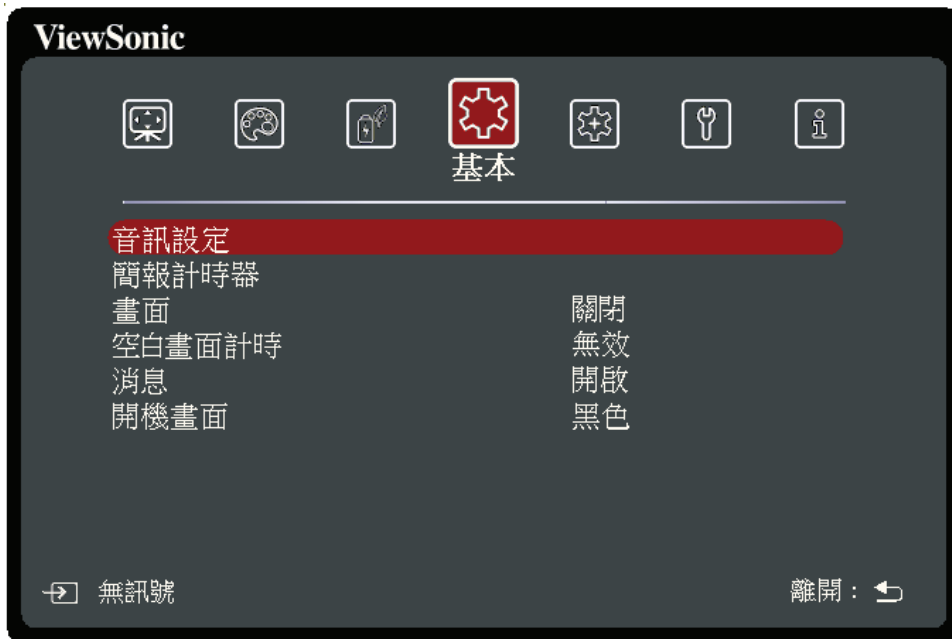 ViewSonic
基本
音訊設定
簡報計時器
畫面 關閉
空白畫面計時 無效
消息 開啟
開機畫面 黑色
無訊號 離開：